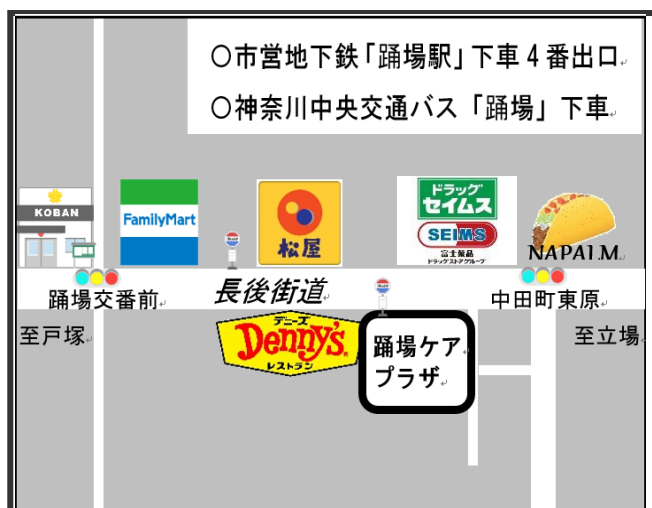 〇市営地下鉄「踊場駅」下車4番出口
〇神奈川中央交通バス「踊場」下車
KOBAN
FamilyMart
松屋
ドラッグ
セイムス
SEIMS
富士薬品
ドラッグストアグループ
NAPAI.M
踊場交番前
長後街道
中田町東原
至戸塚
デニーズ
Denny's
レストラン
踊場ケア
プラザ
至立場